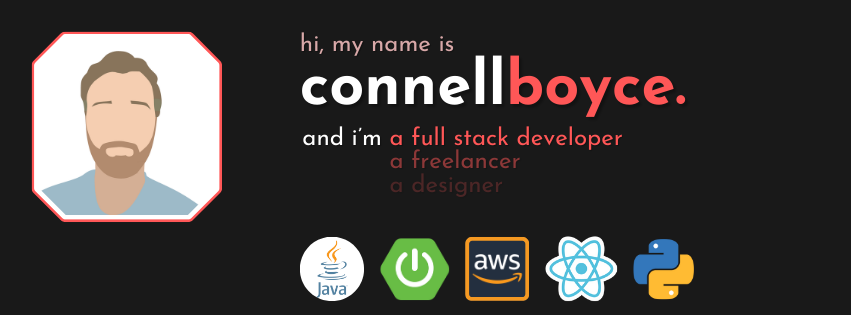 hi, my name is
connellboyce.
and i'm a full stack developer
a freelancer
a designer
Java
aws